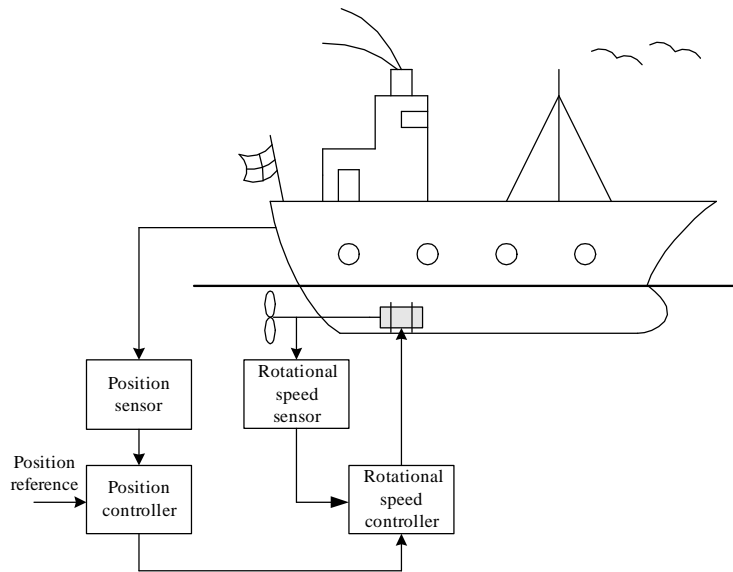 Position
sensor
Rotational
speed
sensor
Position
reference
Position
controller
Rotational
speed
controller